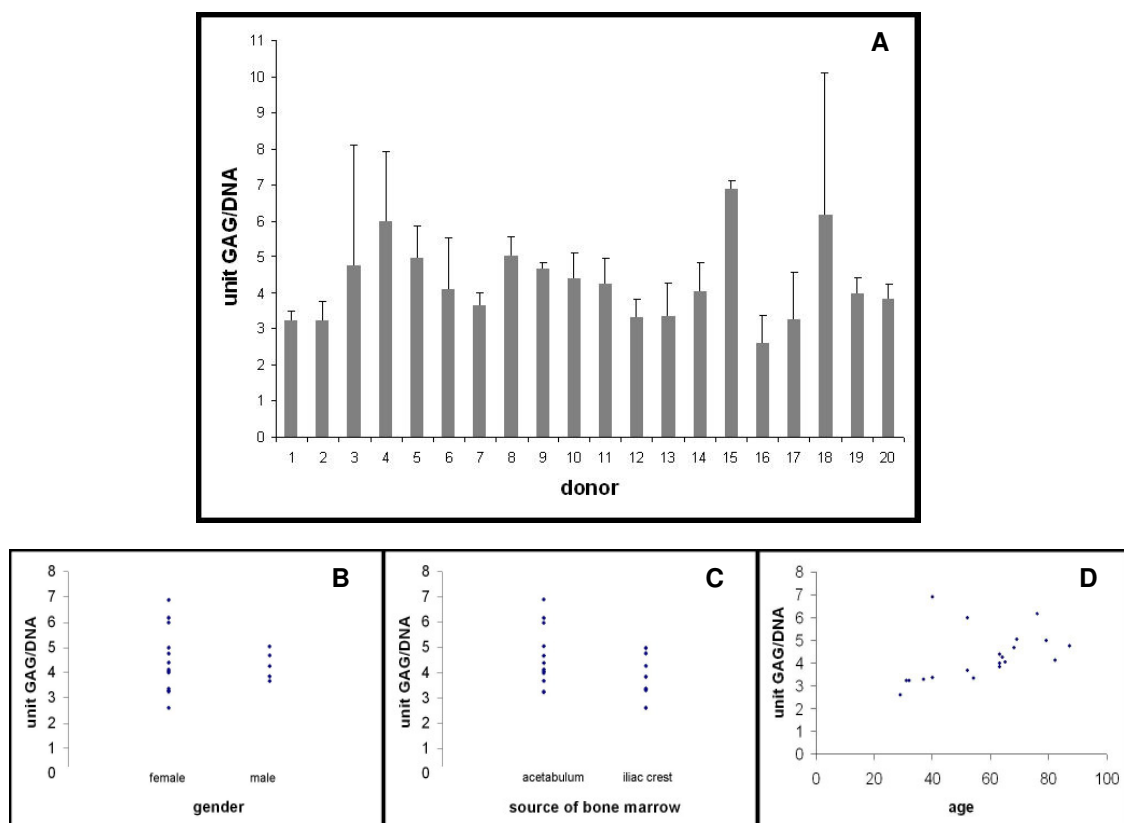 A
11
10
9
8
7
6
5
4
3
2
1
0
unit GAG/DNA
1 2 3 4 5 6 7 8 9 10 11 12 13 14 15 16 17 18 19 20
donor
B
8
7
6
5
4
3
2
1
0
unit GAG/DNA
female male
gender
C
8
7
6
5
4
3
2
1
0
unit GAG/DNA
acetabulum iliac crest
source of bone marrow
D
8
7
6
5
4
3
2
1
0
unit GAG/DNA
0 20 40 60 80 100
age